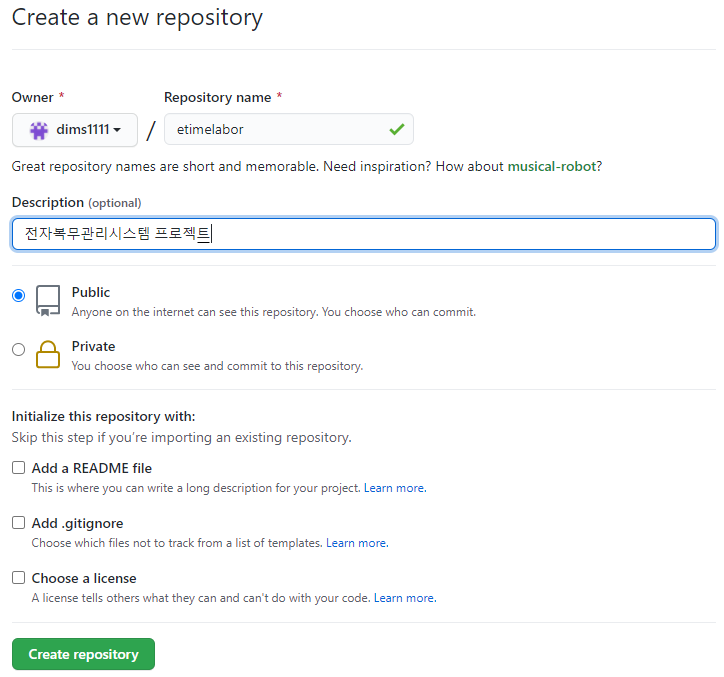 Create a new repository
Owner *
Repository name *
dims1111
/
etimelabor
Great repository names are short and memorable. Need inspiration? How about musical-robot?
Description (optional)
전자복무관리시스템 프로젝트
Public
Anyone on the internet can see this repository. You choose who can commit.
Private
You choose who can see and commit to this repository.
Initialize this repository with:
Skip this step if you're importing an existing repository.
Add a README file
This is where you can write a long description for your project. Learn more.
Add .gitignore
Choose which files not to track from a list of templates. Learn more.
Choose a license
A license tells others what they can and can't do with your code. Learn more.
Create repository